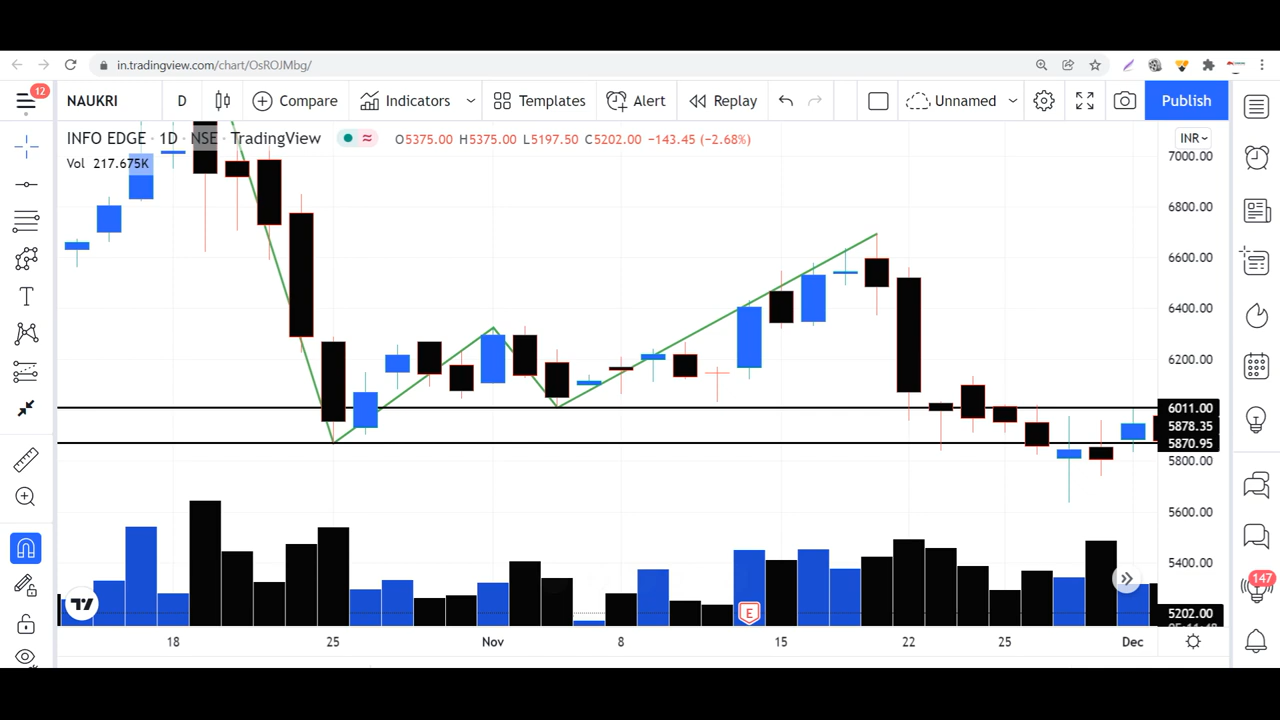 in.tradingview.com/chart/OsROJMbg/
12
NAUKRI D Compare Indicators Templates Alert Replay Unnamed Publish
INFO EDGE · 1D · NSE · TradingView ≈ O5375.00 H5375.00 L5197.50 C5202.00 −143.45 (−2.68%)
Vol 217.675K
INR
7000.00
6800.00
6600.00
6400.00
6200.00
6011.00
5878.35
5870.95
5800.00
5600.00
5400.00
147
E
5202.00
18 25 Nov 8 15 22 25 Dec